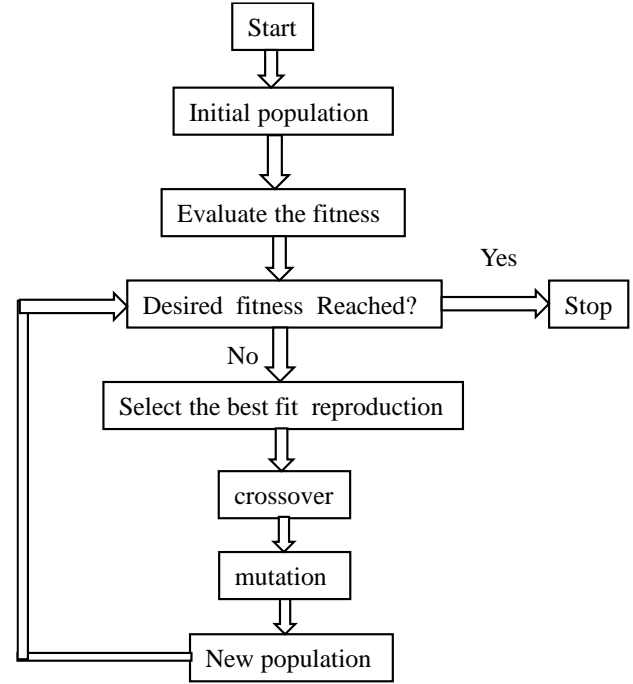 Start
Initial population
Evaluate the fitness
Yes
Desired fitness Reached?
Stop
No
Select the best fit reproduction
crossover
mutation
New population